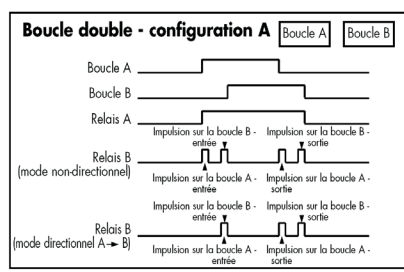 Boucle double - configuration A Boucle A Boucle B
Boucle A
Boucle B
Relais A
Impulsion sur la boucle B - entrée
Impulsion sur la boucle B - sortie
Relais B
(mode non-directionnel)
Impulsion sur la boucle A - entrée
Impulsion sur la boucle A - sortie
Impulsion sur la boucle B - entrée
Impulsion sur la boucle B - sortie
Relais B
(mode directionnel A→ B)
Impulsion sur la boucle A - entrée
Impulsion sur la boucle A - sortie